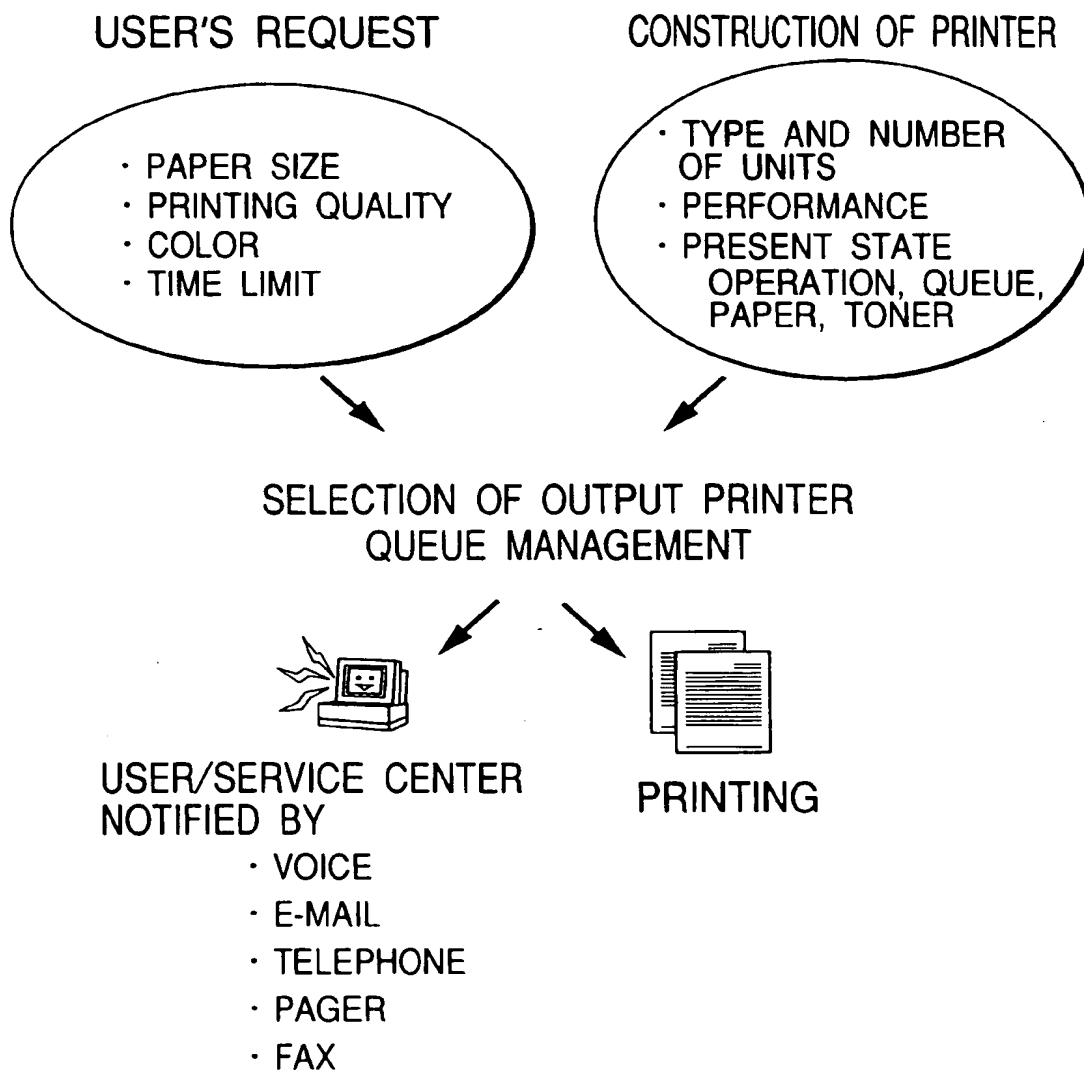 USER'S REQUEST
· PAPER SIZE
· PRINTING QUALITY
· COLOR
· TIME LIMIT
CONSTRUCTION OF PRINTER
· TYPE AND NUMBER
OF UNITS
· PERFORMANCE
· PRESENT STATE
OPERATION, QUEUE,
PAPER, TONER
SELECTION OF OUTPUT PRINTER
QUEUE MANAGEMENT
USER/SERVICE CENTER
NOTIFIED BY
· VOICE
· E-MAIL
· TELEPHONE
· PAGER
· FAX
PRINTING